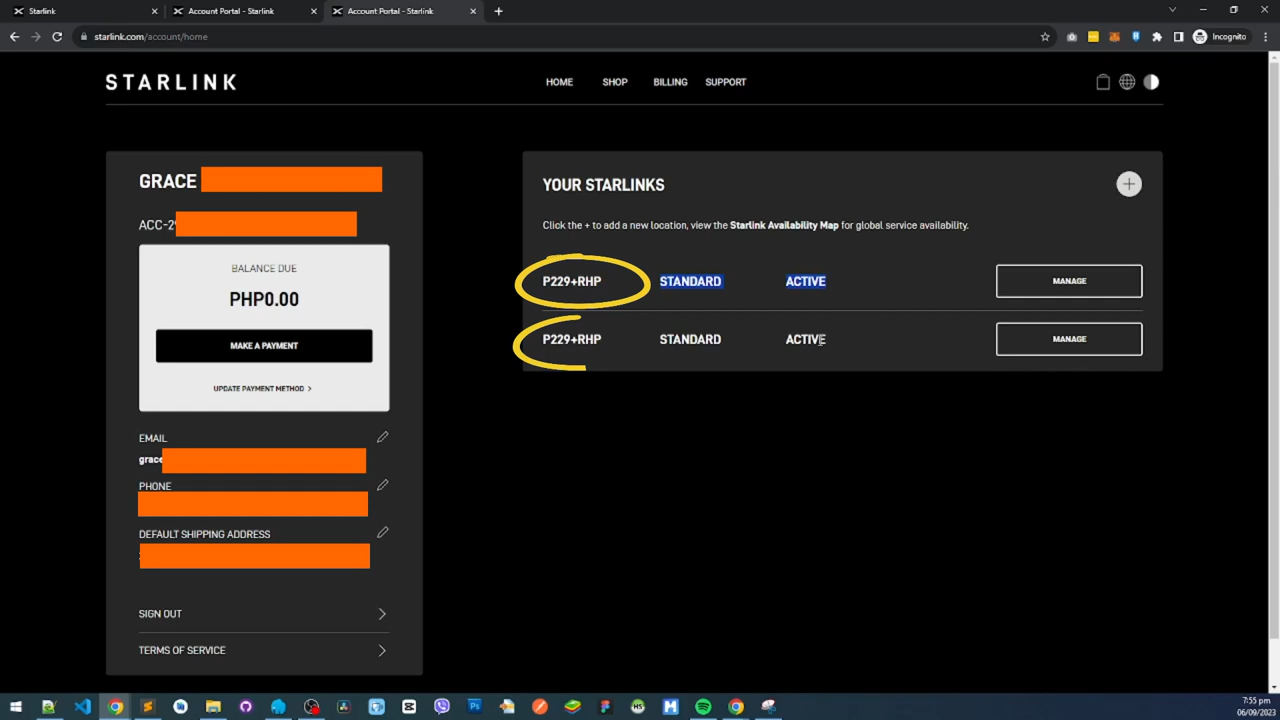 Starlink
Account Portal - Starlink
Account Portal - Starlink
starlink.com/account/home
Incognito
STARLINK
HOME SHOP BILLING SUPPORT
GRACE
ACC-29
BALANCE DUE
PHP0.00
MAKE A PAYMENT
UPDATE PAYMENT METHOD >
EMAIL
grace
PHONE
DEFAULT SHIPPING ADDRESS
SIGN OUT
TERMS OF SERVICE
YOUR STARLINKS
Click the + to add a new location, view the Starlink Availability Map for global service availability.
P229+RHP STANDARD ACTIVE MANAGE
P229+RHP STANDARD ACTIVE MANAGE
7:55 pm
06/09/2023